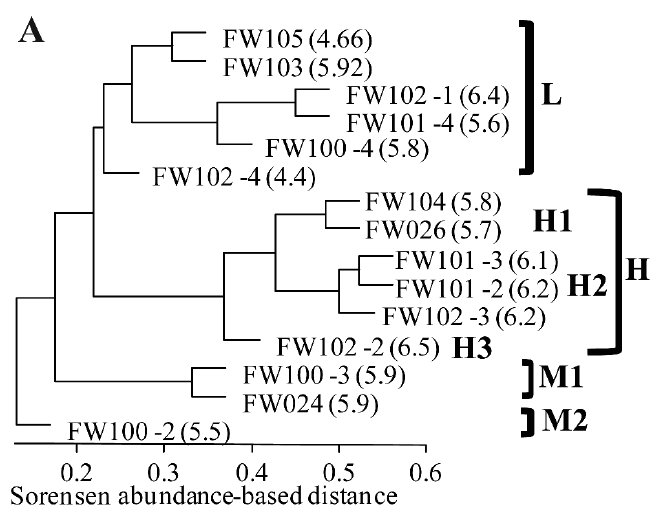 A
FW105 (4.66)
FW103 (5.92)
FW102 -1 (6.4)
L
FW101 -4 (5.6)
FW100 -4 (5.8)
FW102 -4 (4.4)
FW104 (5.8)
FW026 (5.7)
H1
FW101 -3 (6.1)
H
FW101 -2 (6.2)
H2
FW102 -3 (6.2)
FW102 -2 (6.5)
H3
FW100 -3 (5.9)
M1
FW024 (5.9)
M2
FW100 -2 (5.5)
0.2 0.3 0.4 0.5 0.6
Sorensen abundance-based distance